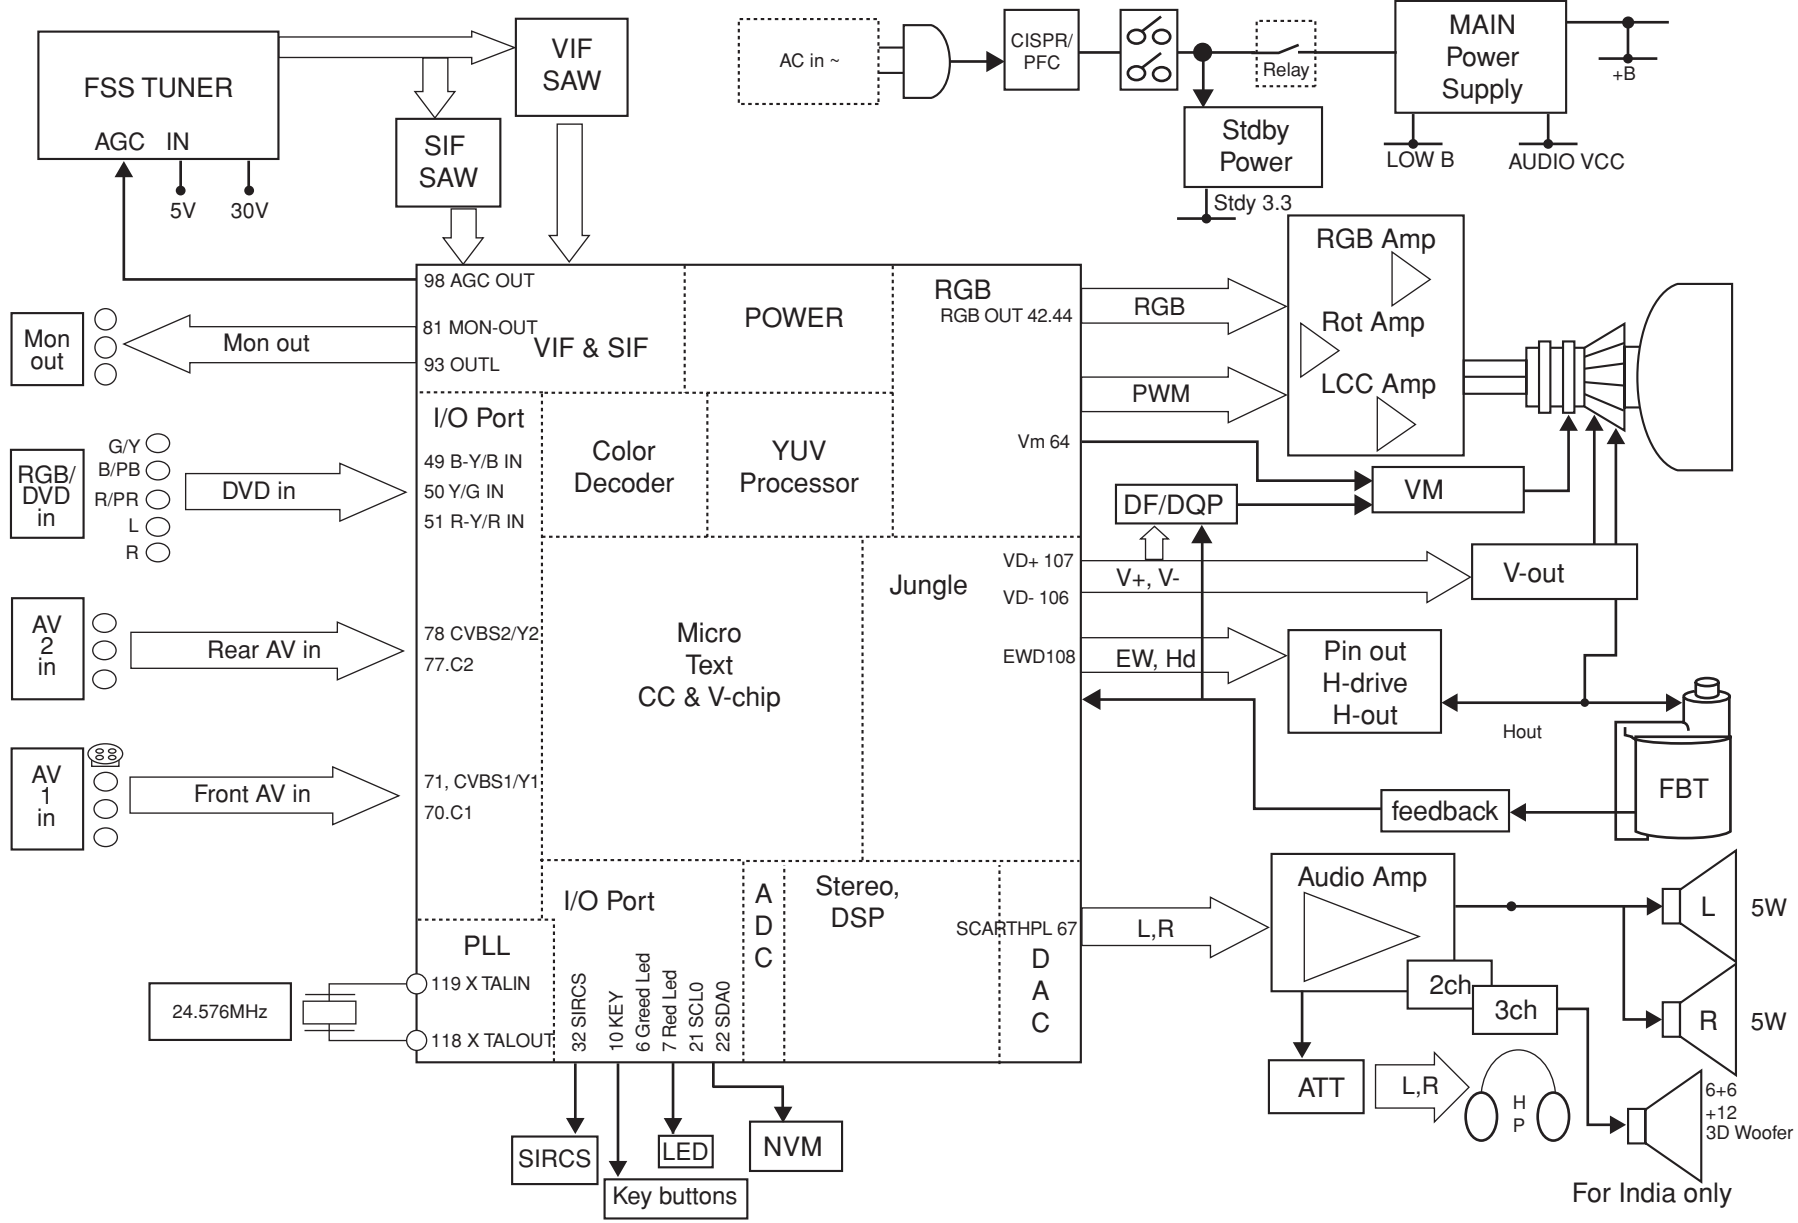 FSS TUNER
AGC IN
5V
30V
VIF
SAW
SIF
SAW
AC in ~
CISPR/
PFC
Relay
MAIN
Power
Supply
+B
LOW B
AUDIO VCC
Stdby
Power
Stdy 3.3
98 AGC OUT
81 MON-OUT
93 OUTL
VIF & SIF
POWER
RGB
RGB OUT 42.44
RGB
PWM
RGB Amp
Rot Amp
LCC Amp
Mon
out
Mon out
RGB/
DVD
in
G/Y
B/PB
R/PR
L
R
DVD in
I/O Port
49 B-Y/B IN
50 Y/G IN
51 R-Y/R IN
Color
Decoder
YUV
Processor
Vm 64
VM
DF/DQP
AV
2
in
Rear AV in
78 CVBS2/Y2
77.C2
Micro
Text
CC & V-chip
Jungle
VD+ 107
VD- 106
EWD108
V+, V-
EW, Hd
V-out
Pin out
H-drive
H-out
Hout
FBT
feedback
AV
1
in
Front AV in
71, CVBS1/Y1
70.C1
I/O Port
A
D
C
Stereo,
DSP
SCARTHPL 67
D
A
C
L,R
Audio Amp
2ch
3ch
L
5W
R
5W
ATT
L,R
H
P
6+6
+12
3D Woofer
For India only
PLL
24.576MHz
119 X TALIN
118 X TALOUT
32 SIRCS
10 KEY
6 Greed Led
7 Red Led
21 SCL0
22 SDA0
SIRCS
Key buttons
LED
NVM